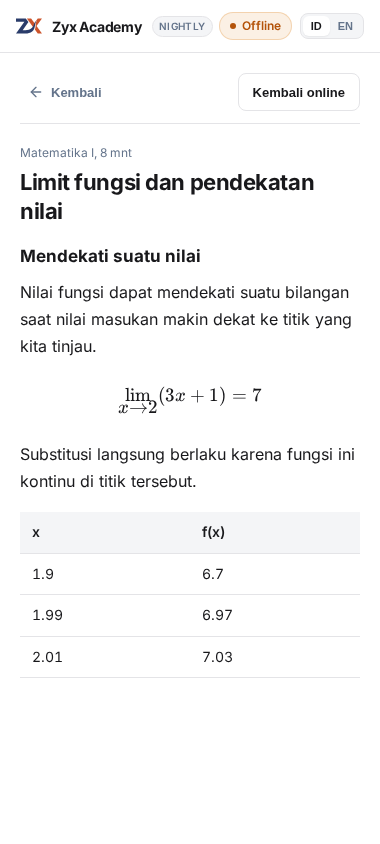 ZX Zyx Academy NIGHTLY Offline ID EN
Kembali Kembali online
Matematika I, 8 mnt
Limit fungsi dan pendekatan
nilai
Mendekati suatu nilai
Nilai fungsi dapat mendekati suatu bilangan
saat nilai masukan makin dekat ke titik yang
kita tinjau.
lim x→2 (3x + 1) = 7
Substitusi langsung berlaku karena fungsi ini
kontinu di titik tersebut.
x f(x)
1.9 6.7
1.99 6.97
2.01 7.03